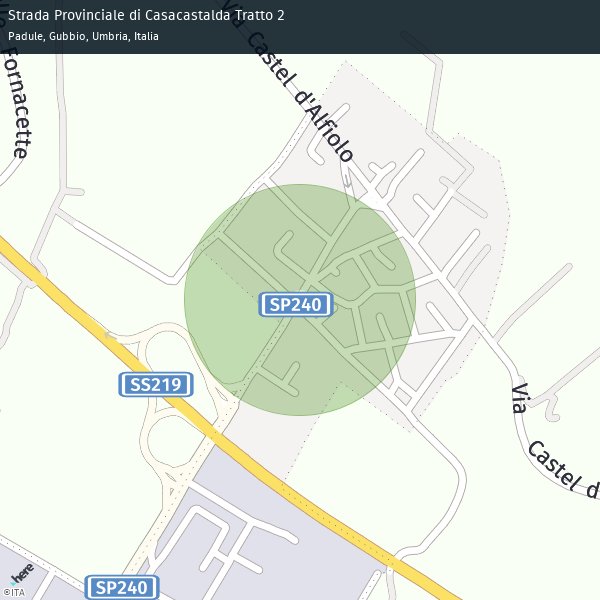 Strada Provinciale di Casacastalda Tratto 2
Padule, Gubbio, Umbria, Italia
Via Castel d'Alfiolo
Fornacette
SP240
SS219
Via Castel d
SP240
here
©ITA